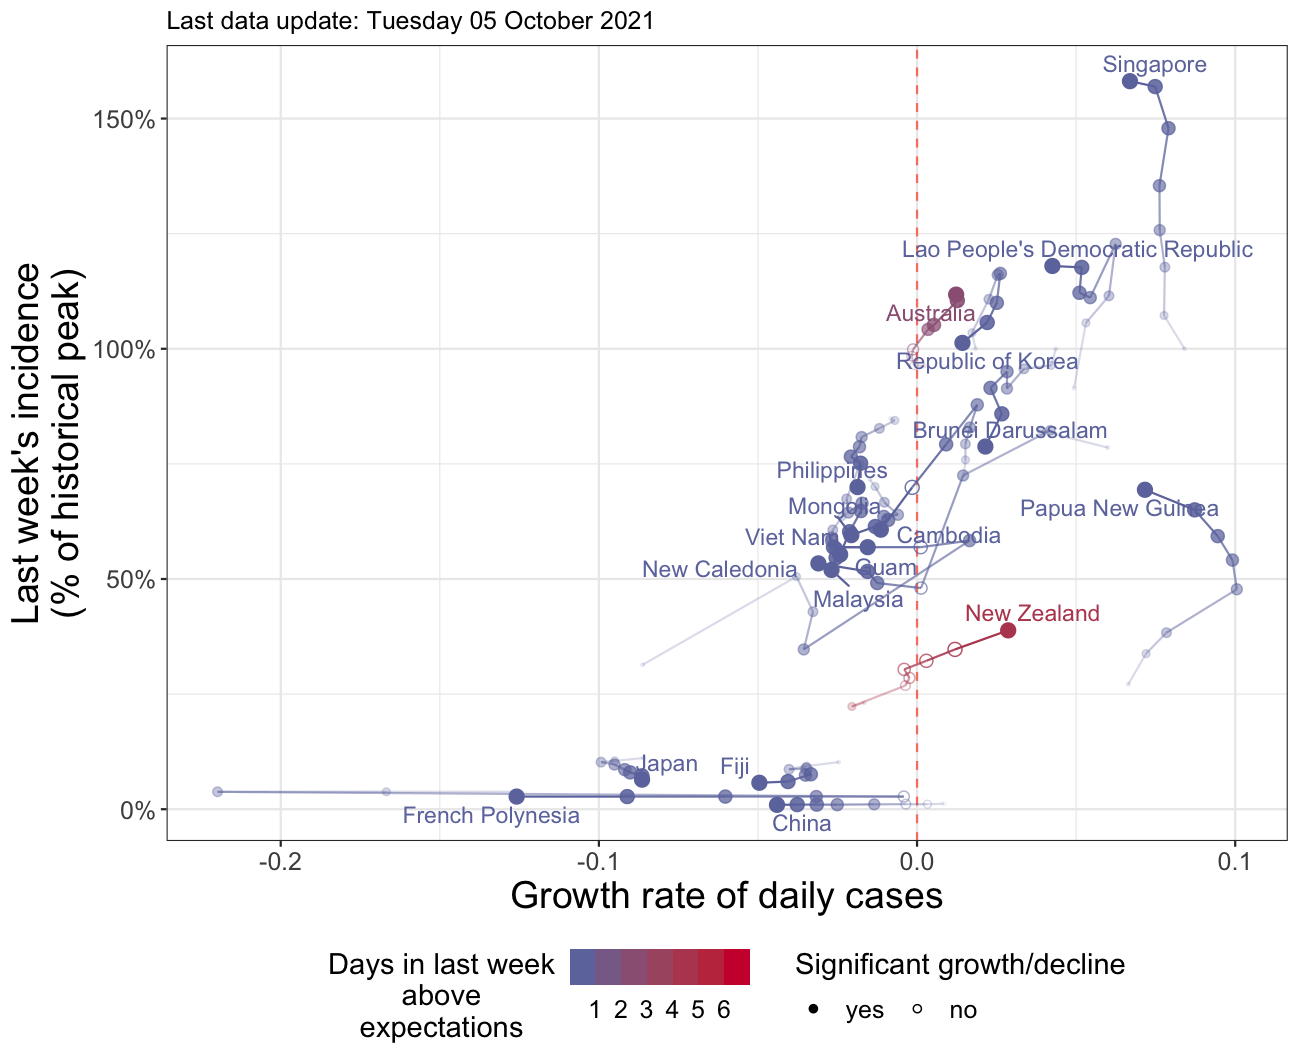 Last data update: Tuesday 05 October 2021
Last week's incidence
(% of historical peak)
150%
100%
50%
0%
Singapore
Lao People's Democratic Republic
Australia
Republic of Korea
Brunei Darussalam
Philippines
Mongolia
Papua New Guinea
Viet Nam
Cambodia
New Caledonia
Guam
Malaysia
New Zealand
Japan
Fiji
French Polynesia
China
-0.2
-0.1
0.0
0.1
Growth rate of daily cases
Days in last week
above
expectations
1 2 3 4 5 6
Significant growth/decline
yes
no